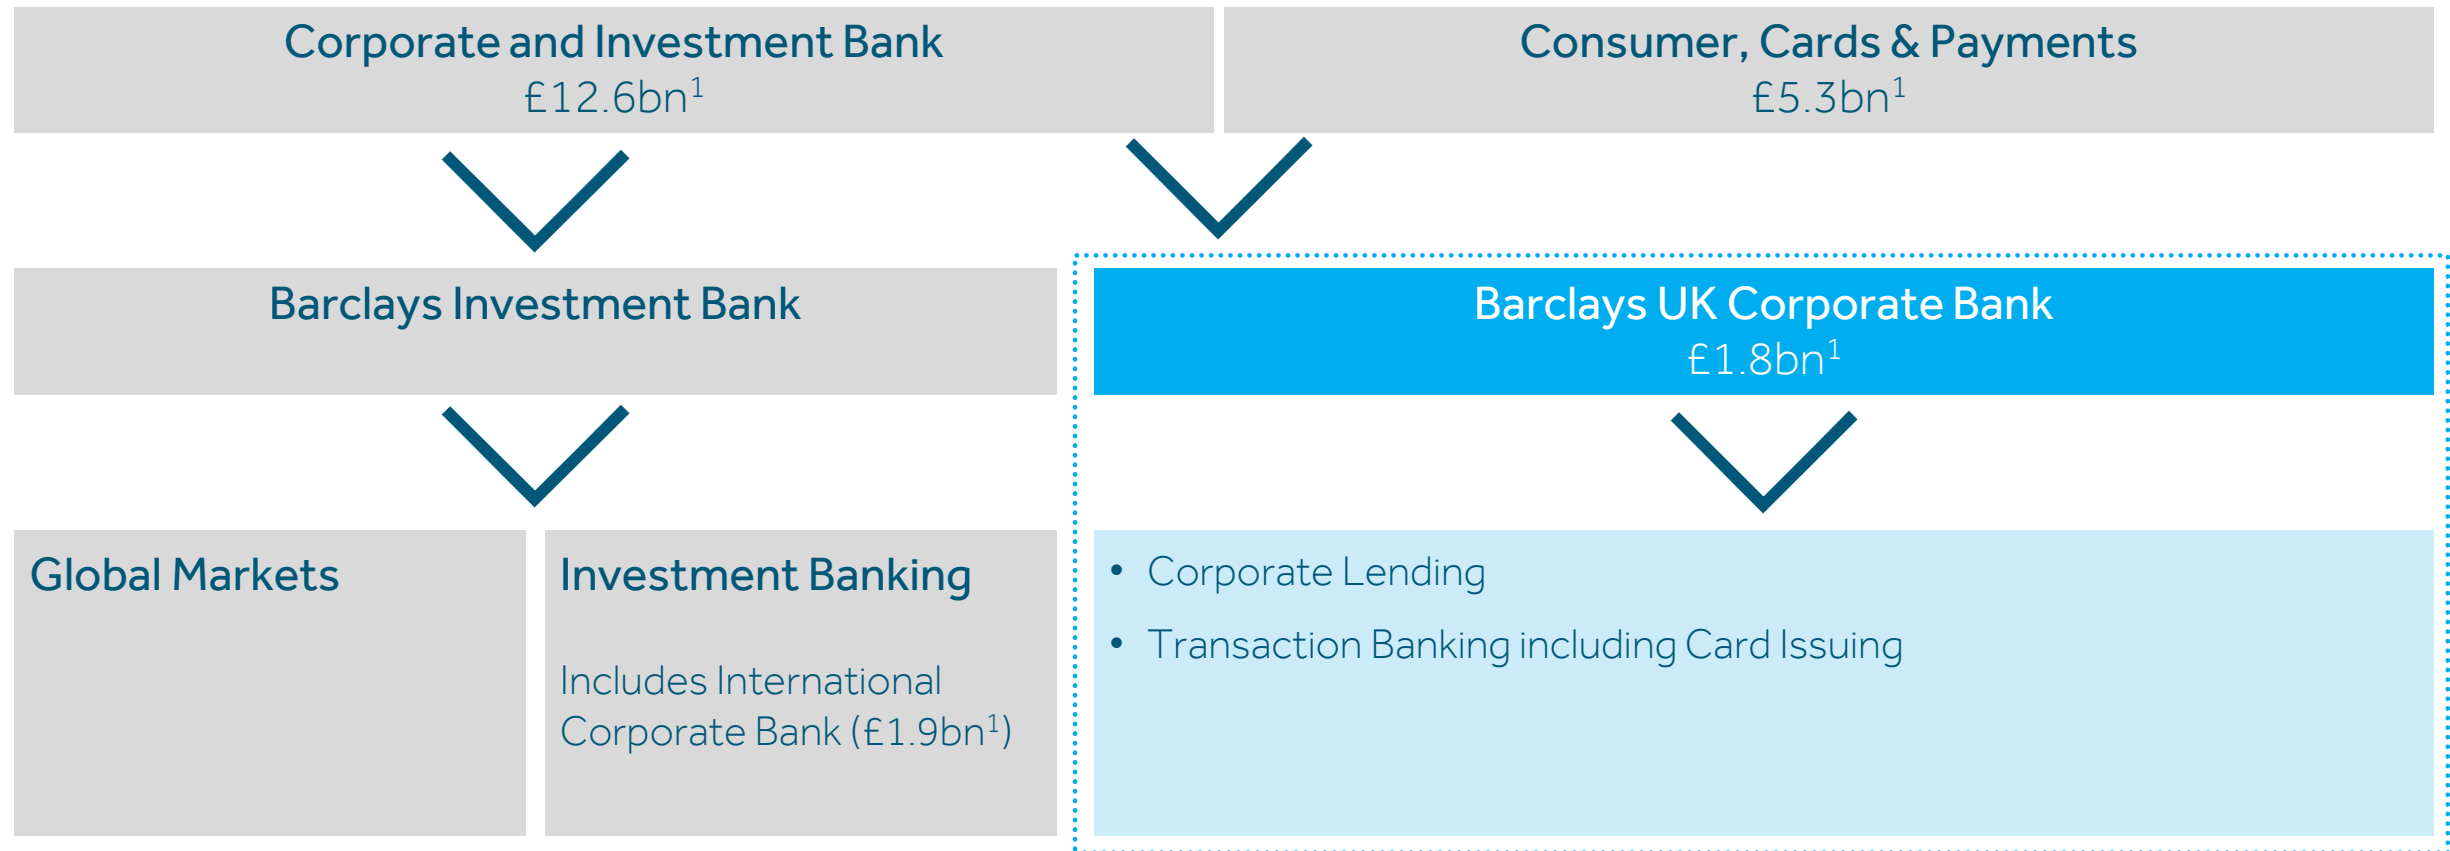 Corporate and Investment Bank
£12.6bn¹
Consumer, Cards & Payments
£5.3bn¹
Barclays Investment Bank
Barclays UK Corporate Bank
£1.8bn¹
Global Markets
Investment Banking
Includes International
Corporate Bank (£1.9bn¹)
• Corporate Lending
• Transaction Banking including Card Issuing